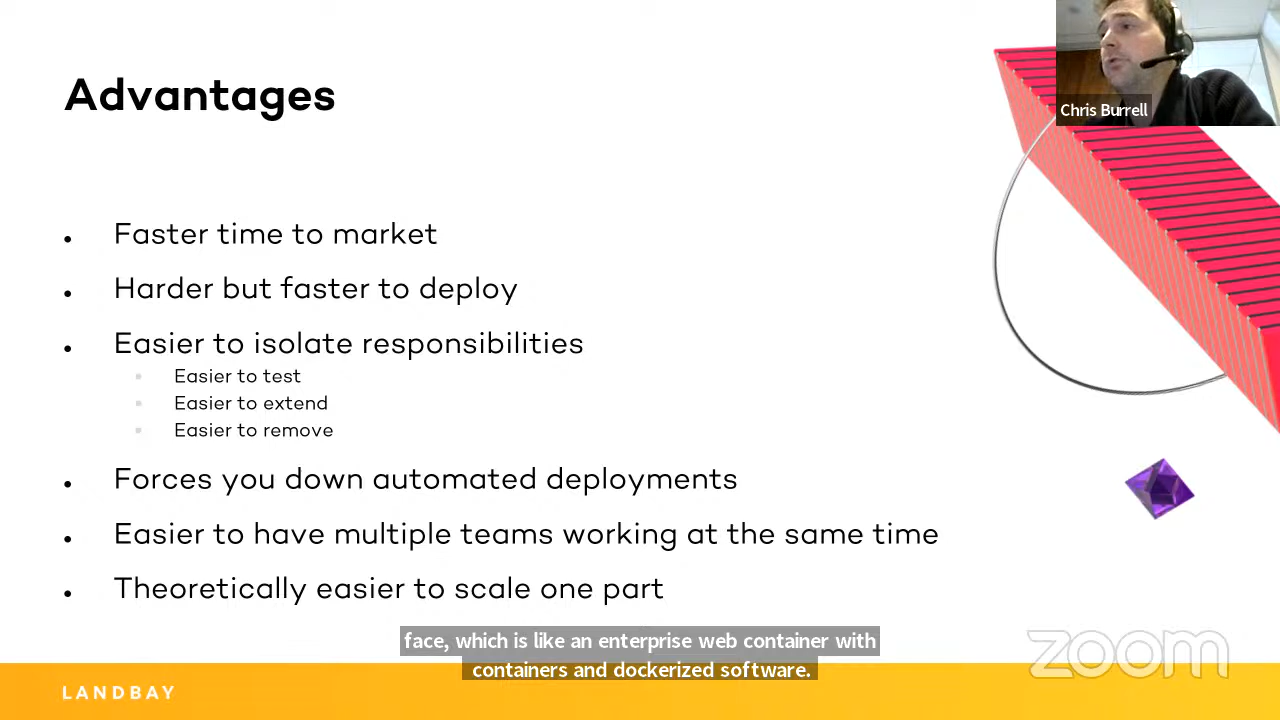 Advantages
Chris Burrell
• Faster time to market
• Harder but faster to deploy
• Easier to isolate responsibilities
• Easier to test
• Easier to extend
• Easier to remove
• Forces you down automated deployments
• Easier to have multiple teams working at the same time
• Theoretically easier to scale one part
face, which is like an enterprise web container with
containers and dockerized software.
zoom
LANDBAY